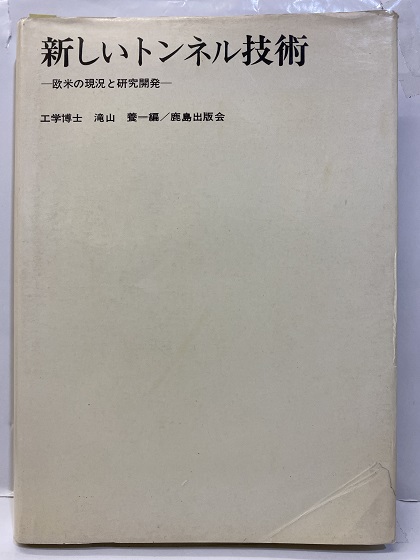 新しいトンネル技術
—欧米の現況と研究開発—
工学博士 滝山 養一編/鹿島出版会